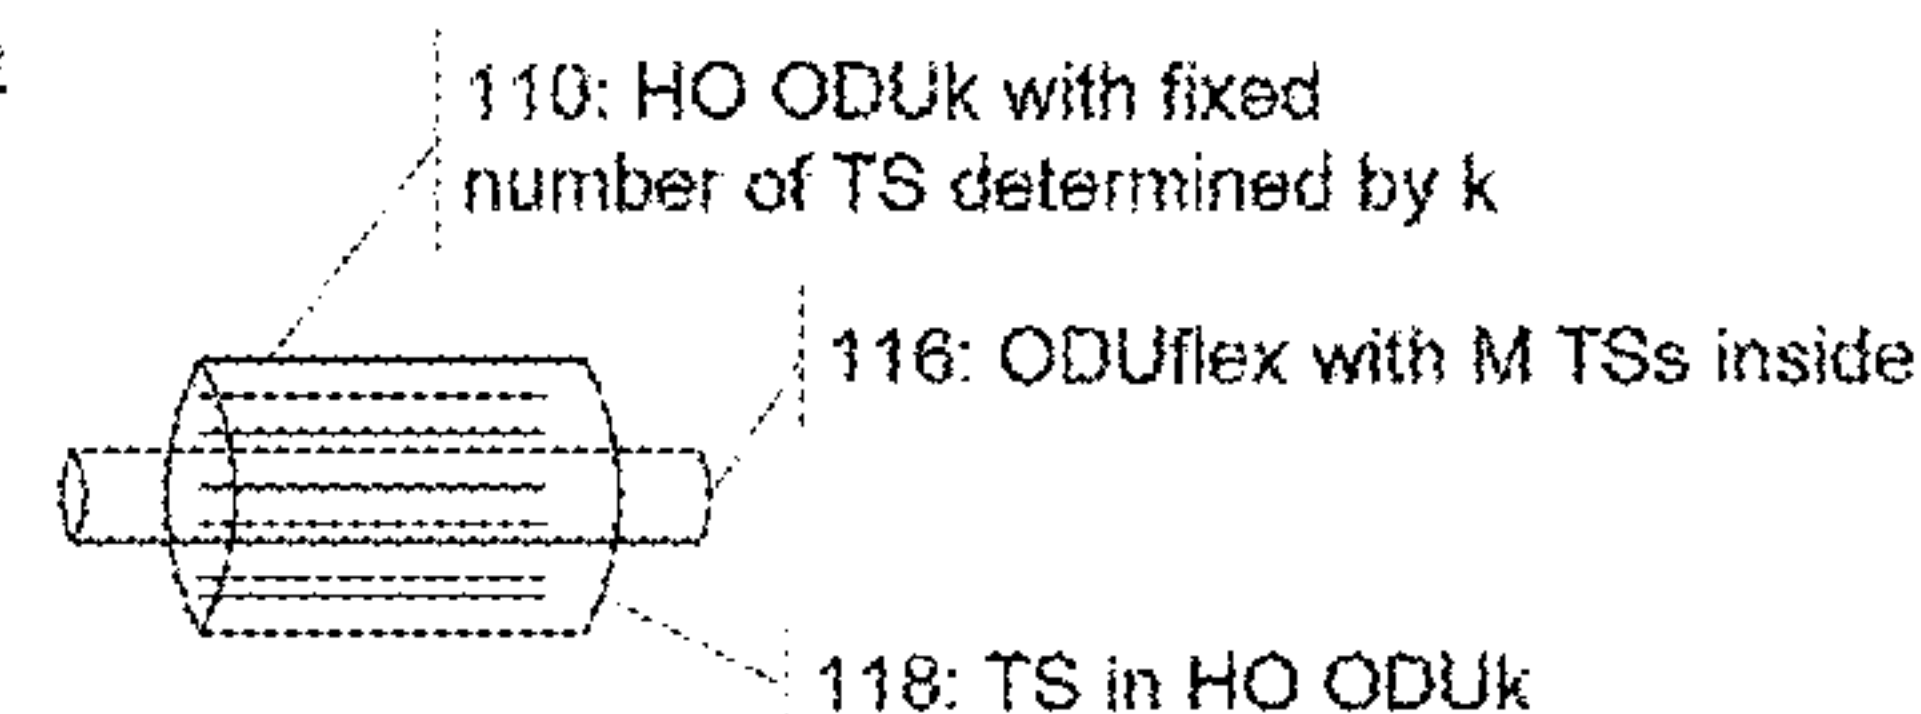 110: HO ODUk with fixed
number of TS determined by k
116: ODUflex with M TSs inside
118: TS in HO ODUk